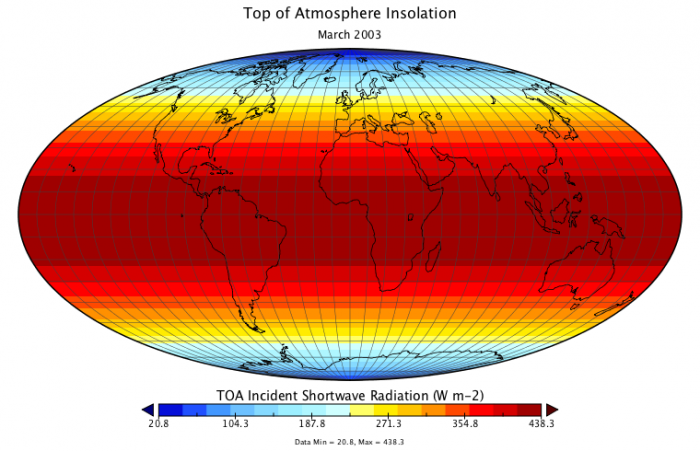 Top of Atmosphere Insolation
March 2003
TOA Incident Shortwave Radiation (W m-2)
20.8 104.3 187.8 271.3 354.8 438.3
Data Min = 20.8, Max = 438.3